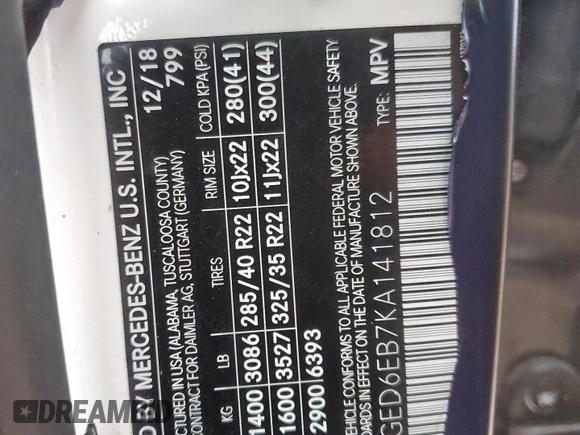 D BY MERCEDES-BENZ U.S. INTL., INC
CTURED IN USA (ALABAMA, TUSCALOOSA COUNTY)
CONTRACT FOR DAIMLER AG, STUTTGART (GERMANY)
12/18
799
KG LB TIRES RIM SIZE COLD KPA(PSI)
1400 3086 285/40 R22 10Jx22 280(41)
1600 3527 325/35 R22 11Jx22 300(44)
2900 6393
VEHICLE CONFORMS TO ALL APPLICABLE FEDERAL MOTOR VEHICLE SAFETY
DARDS IN EFFECT ON THE DATE OF MANUFACTURE SHOWN ABOVE.
GED6EB7KA141812 TYPE: MPV
DREAMBID